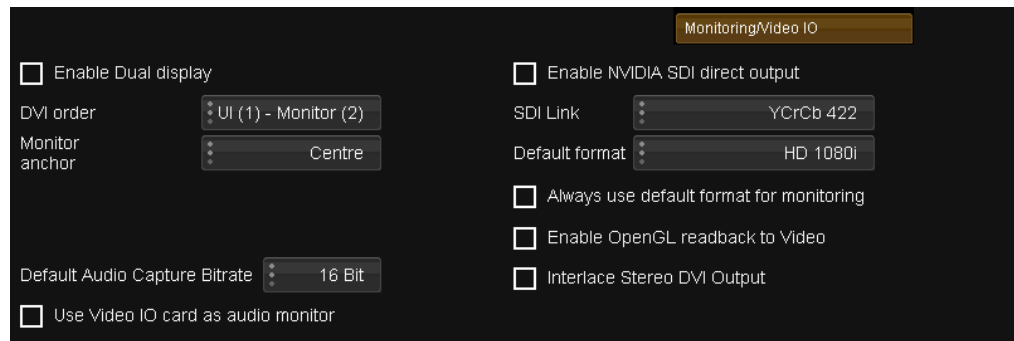 Monitoring/Video IO
Enable Dual display
Enable NVIDIA SDI direct output
DVI order
UI (1) - Monitor (2)
SDI Link
YCrCb 422
Monitor
anchor
Centre
Default format
HD 1080i
Always use default format for monitoring
Enable OpenGL readback to Video
Default Audio Capture Bitrate
16 Bit
Interlace Stereo DVI Output
Use Video IO card as audio monitor